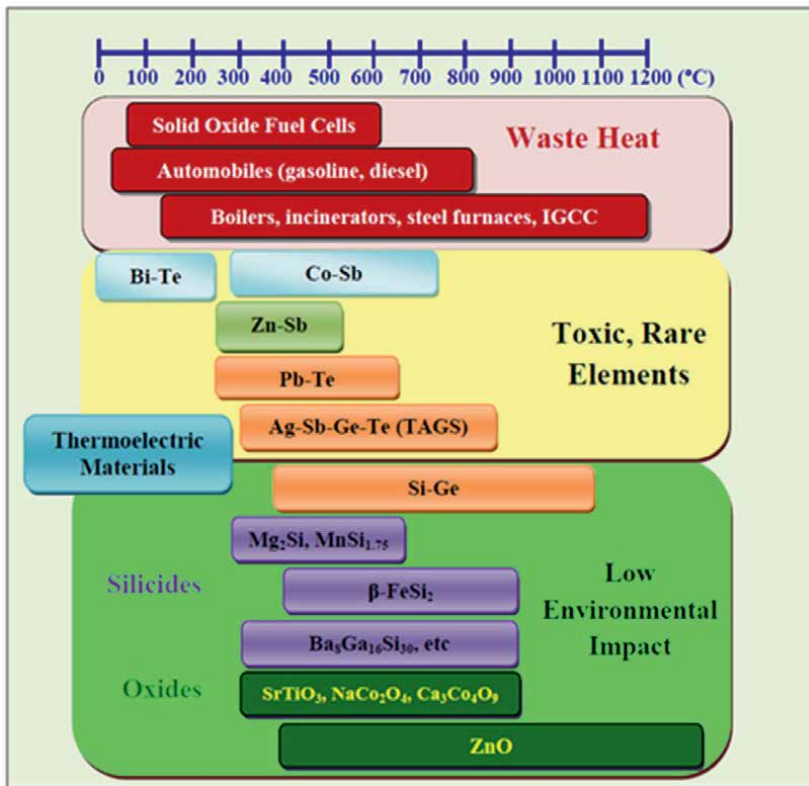 0 100 200 300 400 500 600 700 800 900 1000 1100 1200 (°C)
Solid Oxide Fuel Cells
Waste Heat
Automobiles (gasoline, diesel)
Boilers, incinerators, steel furnaces, IGCC
Bi-Te
Co-Sb
Zn-Sb
Toxic, Rare
Elements
Pb-Te
Ag-Sb-Ge-Te (TAGS)
Thermoelectric
Materials
Si-Ge
Mg₂Si, MnSi₁.₇₅
Silicides
β-FeSi₂
Low
Environmental
Impact
Ba₈Ga₁₆Si₃₀, etc
Oxides
SrTiO₃, NaCo₂O₄, Ca₃Co₄O₉
ZnO